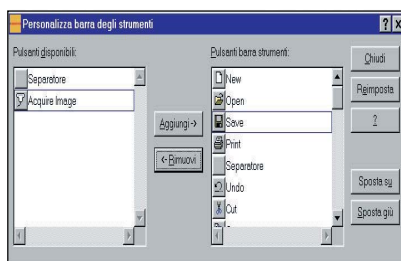 Personalizza barra degli strumenti
? x
Pulsanti disponibili:
Separatore
Acquire Image
Aggiungi->
<-Rimuovi
Pulsanti barra strumenti:
New
Open
Save
Print
Separatore
Undo
Cut
Chiudi
Reimposta
?
Sposta su
Sposta giù